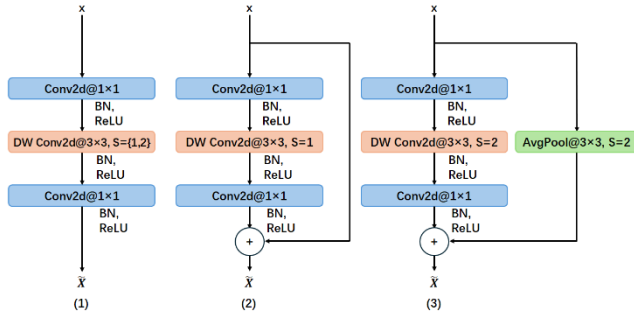 x
Conv2d@1×1
BN,
ReLU
DW Conv2d@3×3, S={1,2}
BN,
ReLU
Conv2d@1×1
BN,
ReLU
X̃
(1)
x
Conv2d@1×1
BN,
ReLU
DW Conv2d@3×3, S=1
BN,
ReLU
Conv2d@1×1
BN,
ReLU
+
X̃
(2)
x
Conv2d@1×1
BN,
ReLU
DW Conv2d@3×3, S=2
AvgPool@3×3, S=2
BN,
ReLU
Conv2d@1×1
BN,
ReLU
+
X̃
(3)